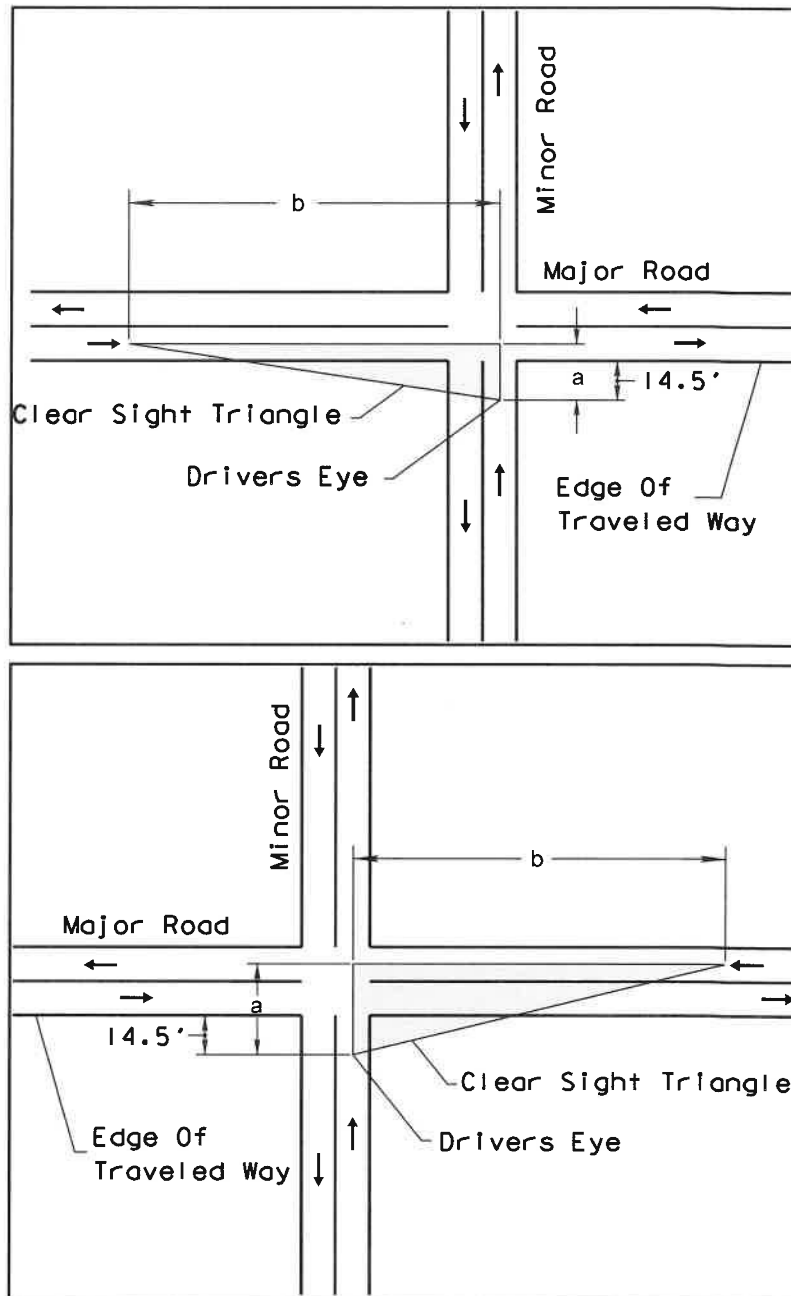 Minor Road
b
Major Road
a
14.5'
Clear Sight Triangle
Drivers Eye
Edge Of
Traveled Way
Minor Road
b
Major Road
a
14.5'
Clear Sight Triangle
Edge Of
Traveled Way
Drivers Eye